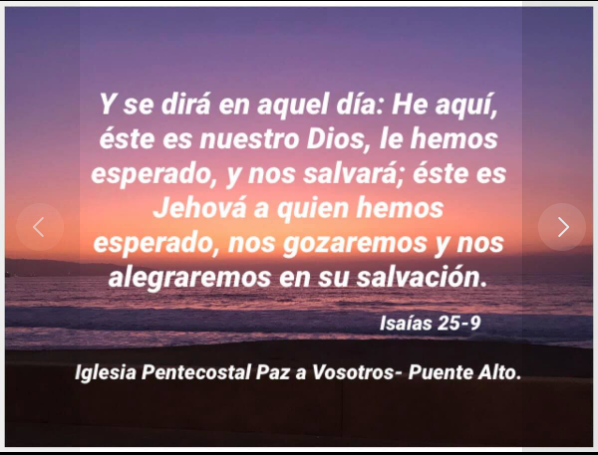 Y se dirá en aquel día: He aquí,
éste es nuestro Dios, le hemos
esperado, y nos salvará; éste es
Jehová a quien hemos
esperado, nos gozaremos y nos
alegraremos en su salvación.
Isaías 25-9
Iglesia Pentecostal Paz a Vosotros- Puente Alto.